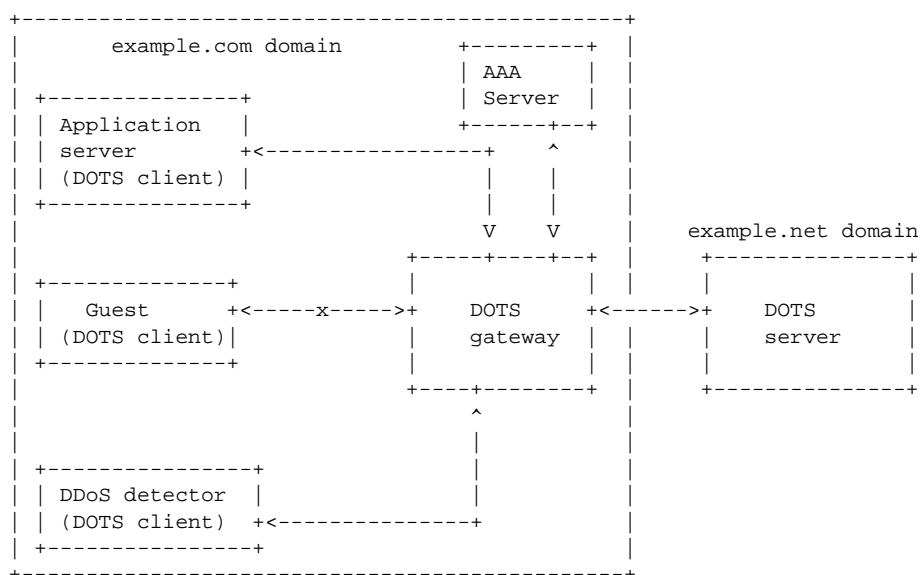 example.com domain
AAA
Server
Application
server
(DOTS client)
example.net domain
Guest
(DOTS client)
x
DOTS
gateway
DOTS
server
DDoS detector
(DOTS client)